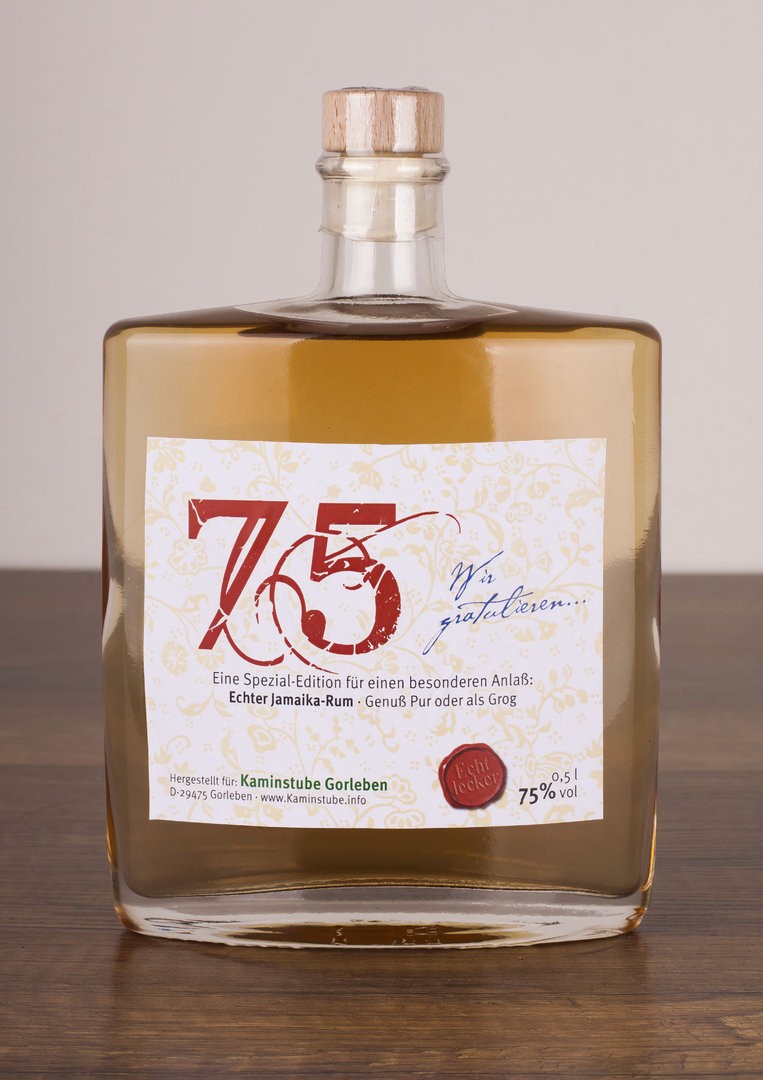 75
Wir
gratulieren...
Eine Spezial-Edition für einen besonderen Anlaß:
Echter Jamaika-Rum · Genuß Pur oder als Grog
Hergestellt für: Kaminstube Gorleben
D-29475 Gorleben · www.Kaminstube.info
Echt
lecker
0,5 l
75% vol